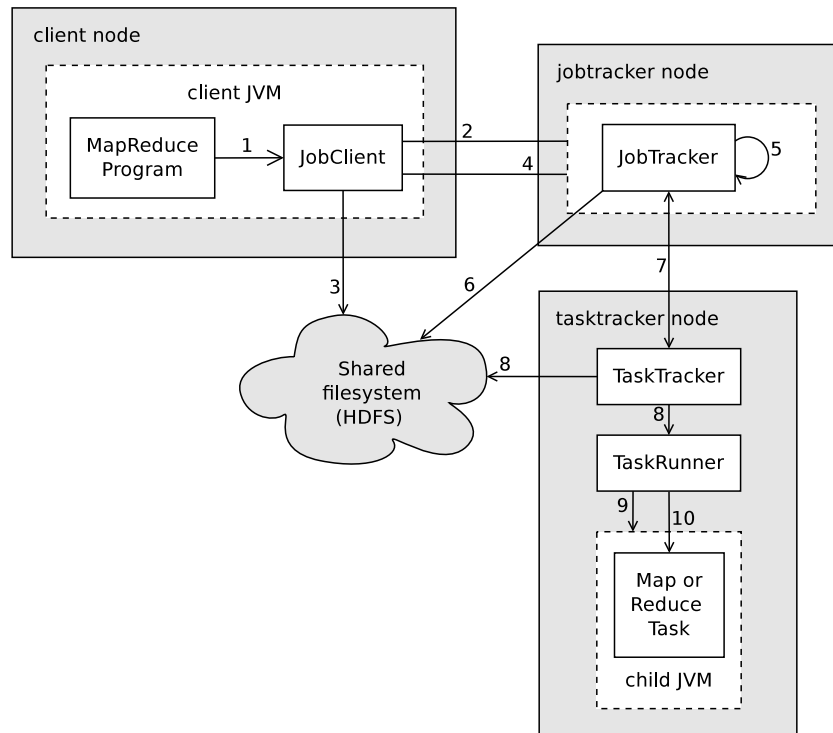 client node
client JVM
MapReduce
Program
1
JobClient
2
4
jobtracker node
JobTracker
5
3
6
7
Shared
filesystem
(HDFS)
8
tasktracker node
TaskTracker
8
TaskRunner
9
10
Map or
Reduce
Task
child JVM